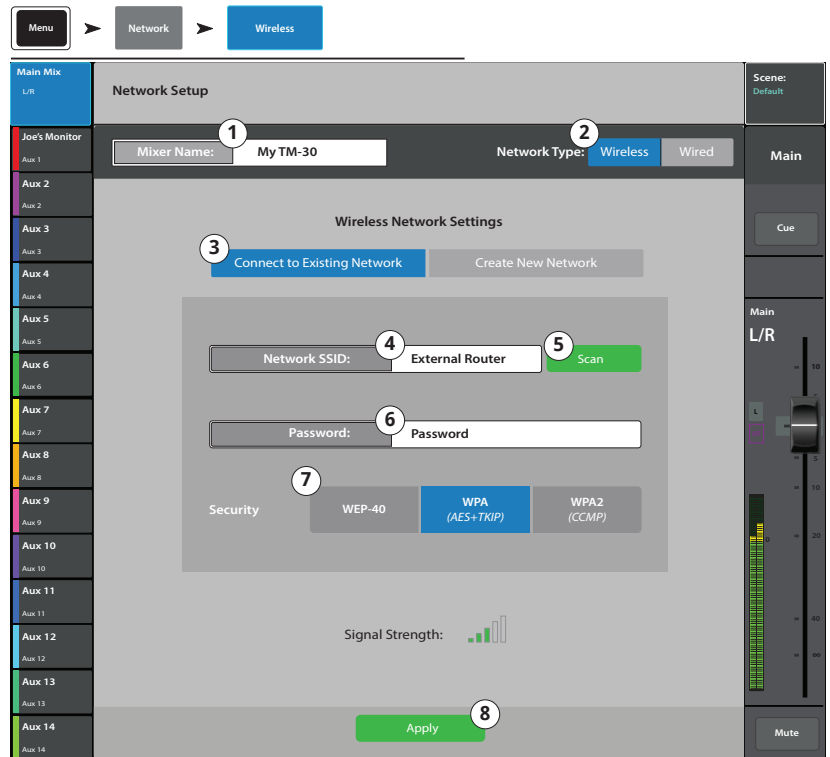 Menu Network Wireless
Main Mix
L/R
Network Setup
Scene:
Default
Joe's Monitor
Aux 1
1
Mixer Name: My TM-30
2
Network Type: Wireless Wired
Main
Aux 2
Aux 2
Aux 3
Aux 3
Wireless Network Settings
Cue
3
Connect to Existing Network Create New Network
Aux 4
Aux 4
Aux 5
Aux 5
Main
L/R
4
Network SSID: External Router
5
Scan
10
Aux 6
Aux 6
Aux 7
Aux 7
L
6
Password: Password
Aux 8
Aux 8
5
7
Security WEP-40 WPA (AES+TKIP) WPA2 (CCMP)
10
Aux 9
Aux 9
Aux 10
Aux 10
0
20
Aux 11
Aux 11
Aux 12
Aux 12
Signal Strength:
40
∞
Aux 13
Aux 13
Aux 14
Aux 14
8
Apply
Mute